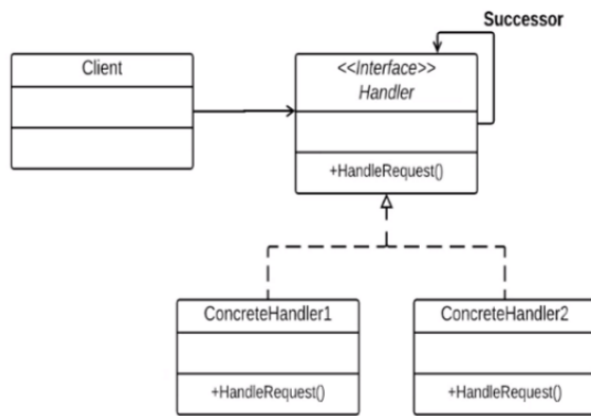 Successor
Client
<<Interface>>
Handler
+HandleRequest()
ConcreteHandler1
+HandleRequest()
ConcreteHandler2
+HandleRequest()